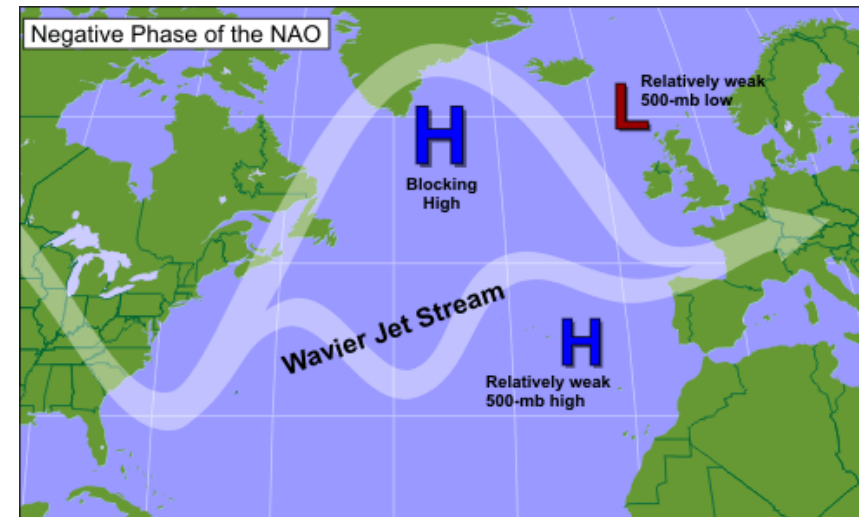 Negative Phase of the NAO
Relatively weak
500-mb low
L
H
Blocking
High
Wavier Jet Stream
H
Relatively weak
500-mb high